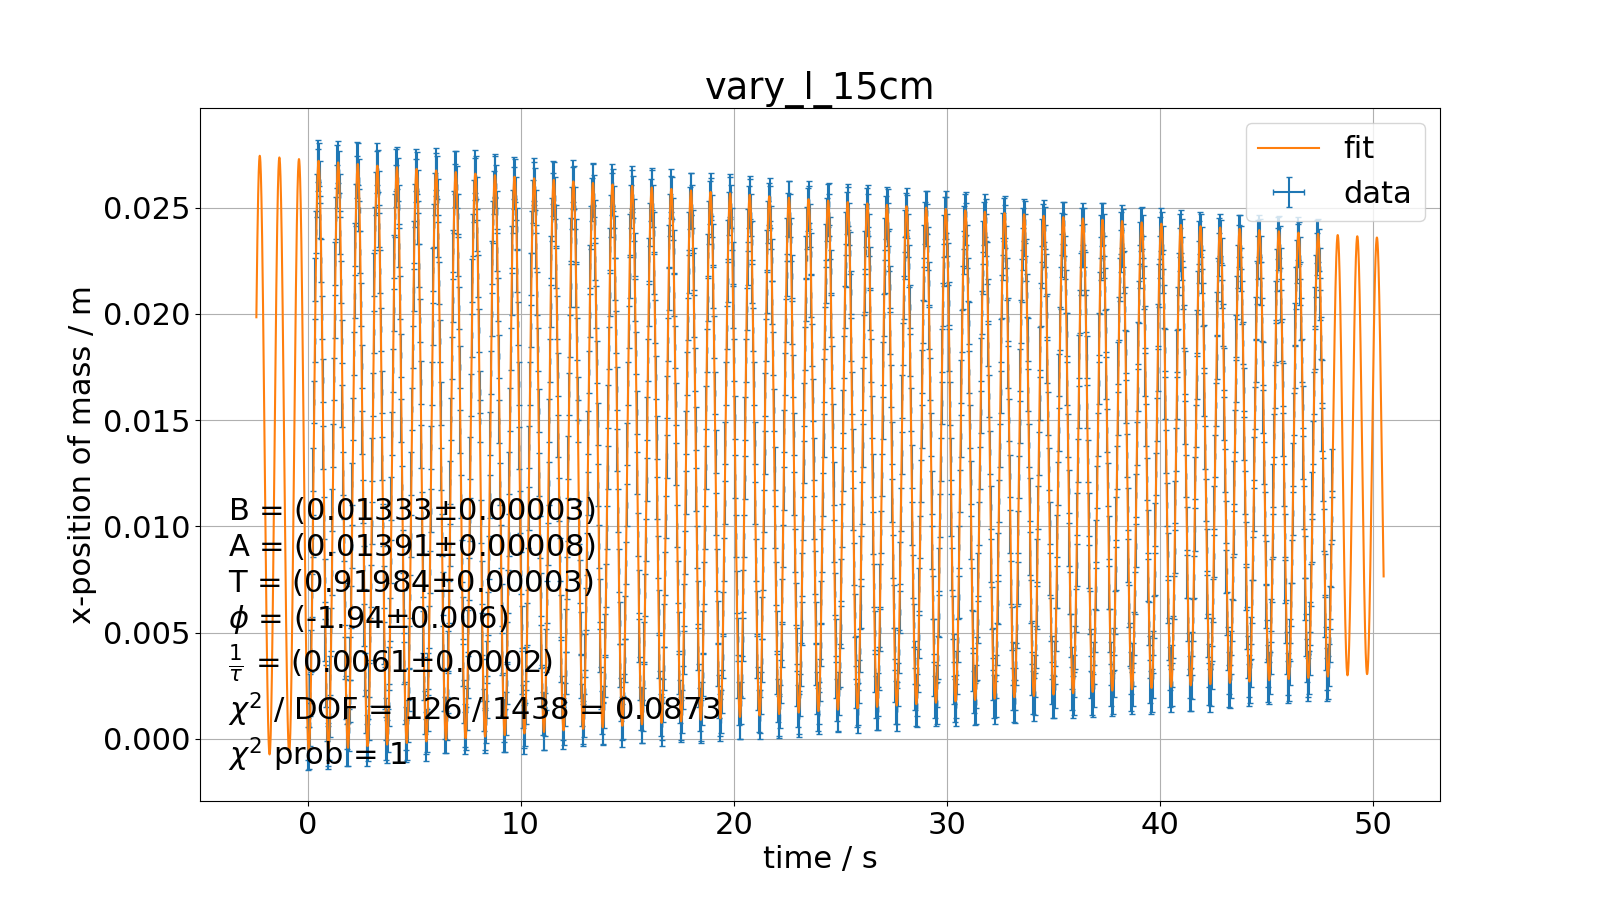 vary_l_15cm
fit
data
x-position of mass / m
0.025
0.020
0.015
0.010
0.005
0.000
B = (0.01333±0.00003)
A = (0.01391±0.00008)
T = (0.91984±0.00003)
ϕ = (-1.94±0.006)
1/τ = (0.0061±0.0002)
χ² / DOF = 126 / 1438 = 0.0873
χ² prob = 1
0 10 20 30 40 50
time / s